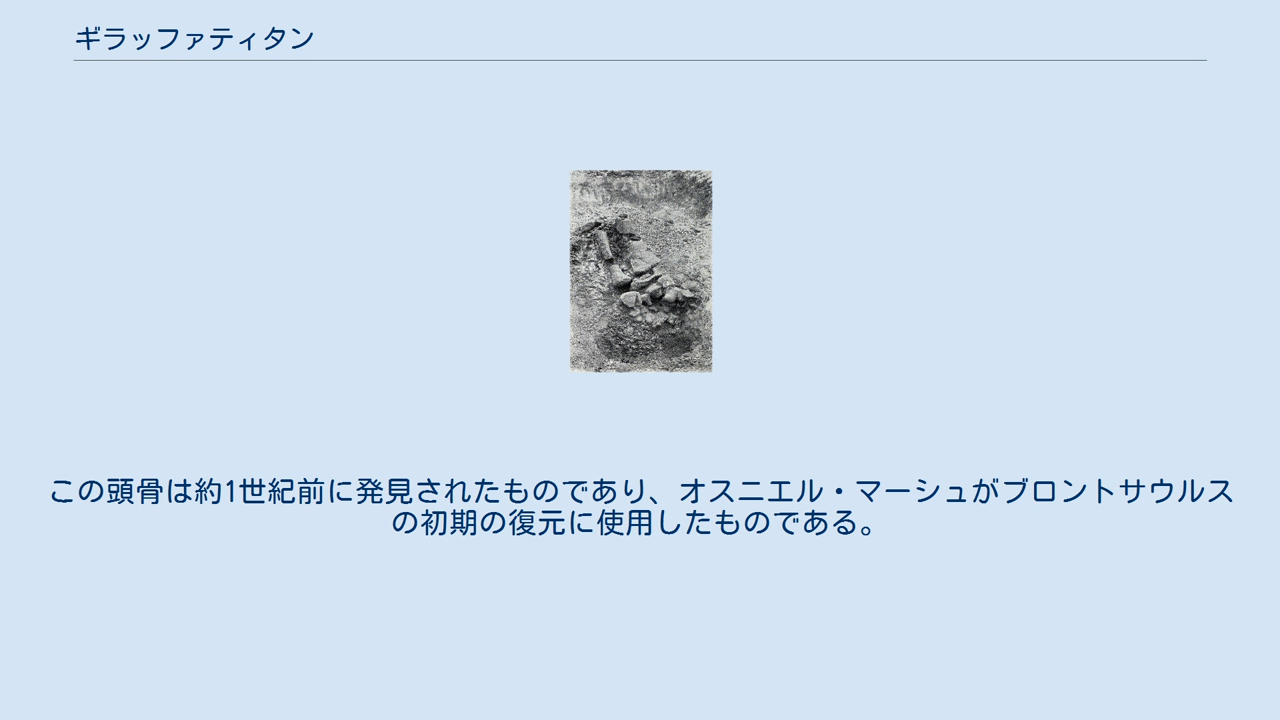 ギラッファティタン
この頭骨は約1世紀前に発見されたものであり、オスニエル・マーシュがブロントサウルス
の初期の復元に使用したものである。